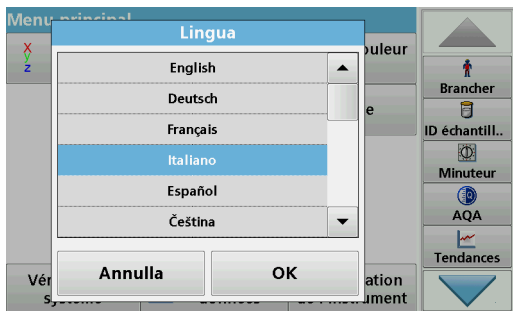 Menu principal
Lingua
X
y
z
English
Deutsch
Français
Italiano
Español
Čeština
Annulla
OK
Brancher
ID échantill..
Minuteur
AQA
Tendances